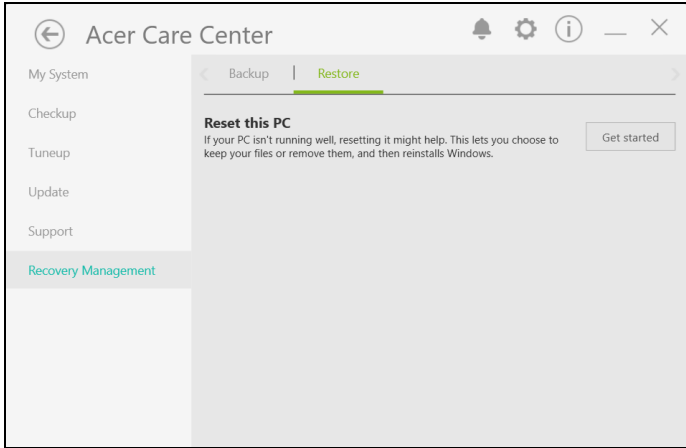 Acer Care Center
My System
Checkup
Tuneup
Update
Support
Recovery Management
Backup | Restore
Reset this PC
If your PC isn't running well, resetting it might help. This lets you choose to
keep your files or remove them, and then reinstalls Windows.
Get started